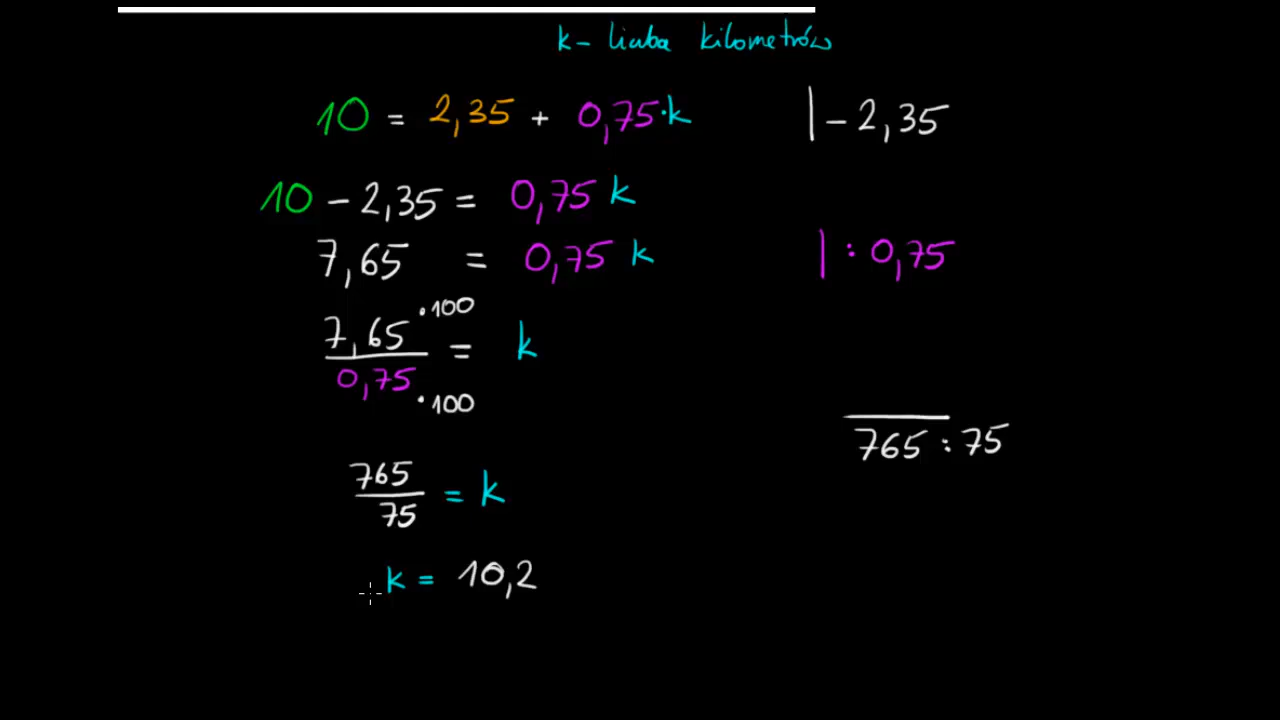 k - liczba kilometrów
10 = 2,35 + 0,75·k |- 2,35
10 - 2,35 = 0,75 k
7,65 = 0,75 k |: 0,75
7,65 ·100
0,75 ·100
= k
765
75
= k
765 : 75
k = 10,2